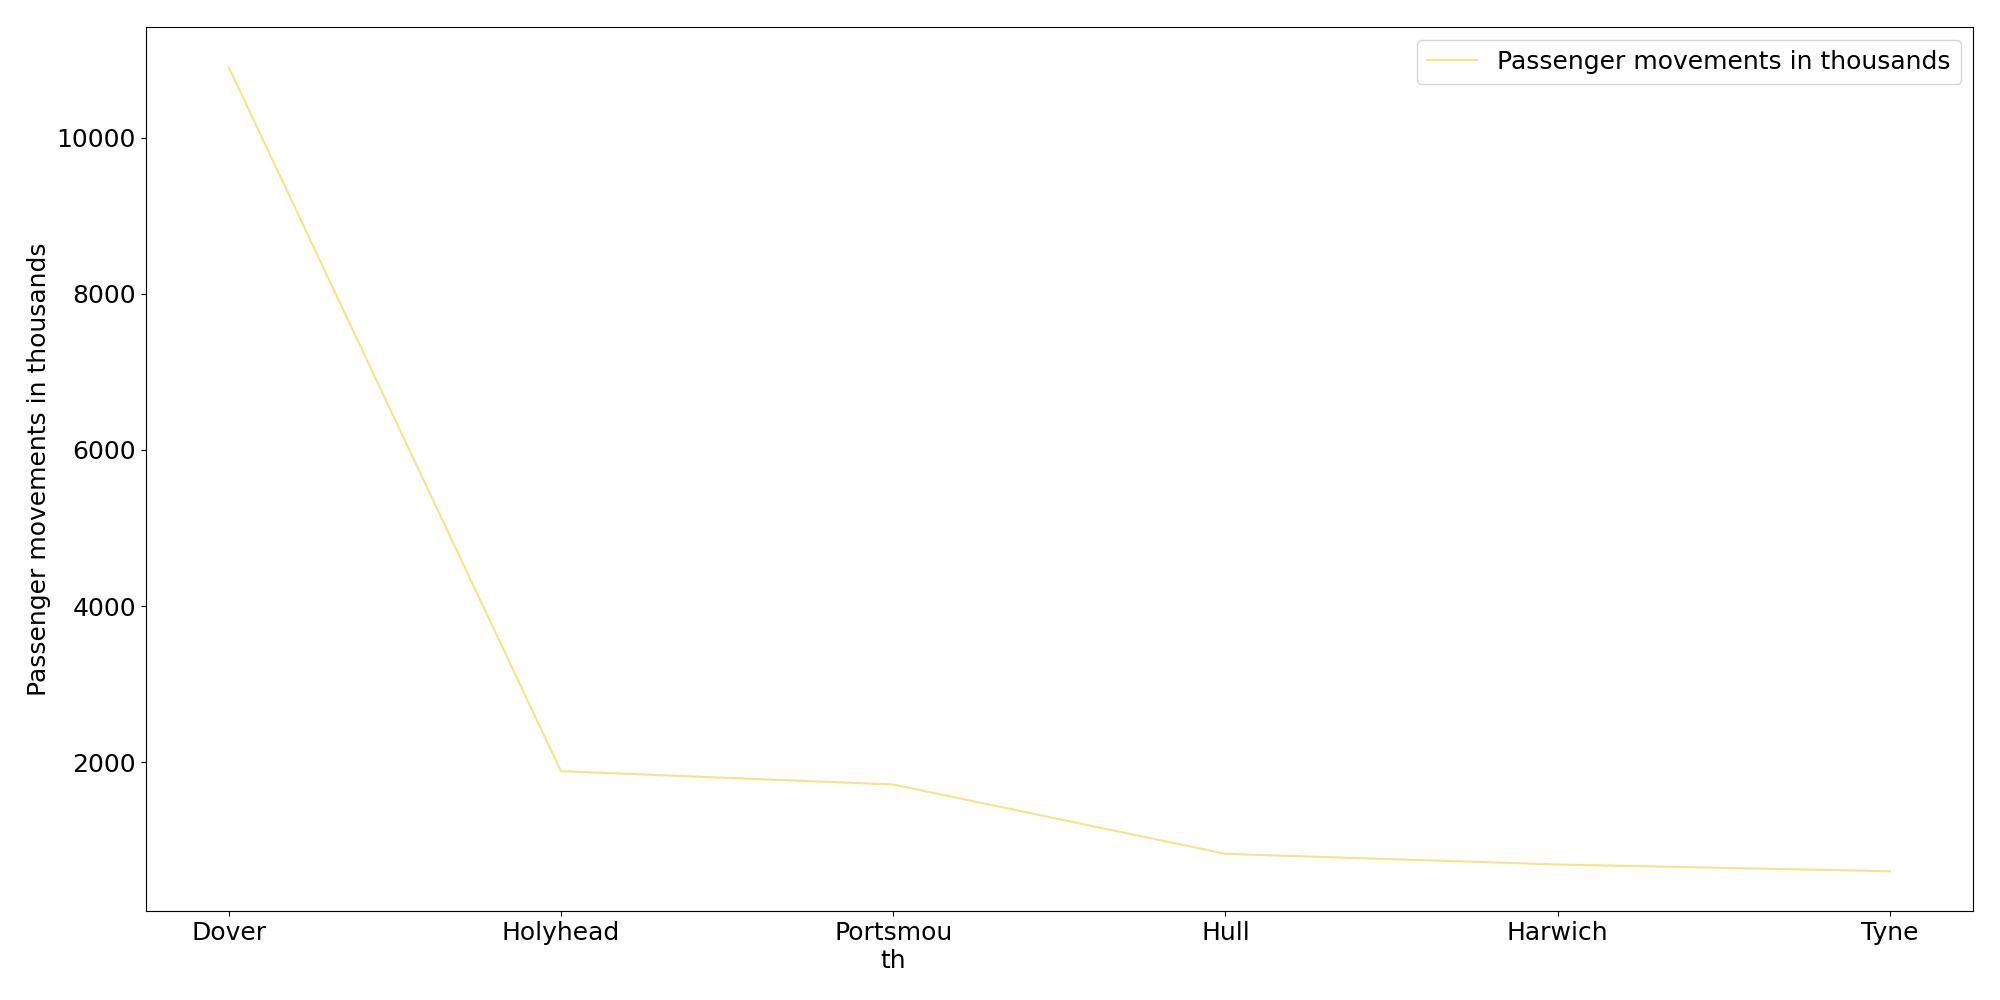 Passenger movements in thousands
Passenger movements in thousands
10000
8000
6000
4000
2000
Dover Holyhead Portsmou Hull Harwich Tyne
th